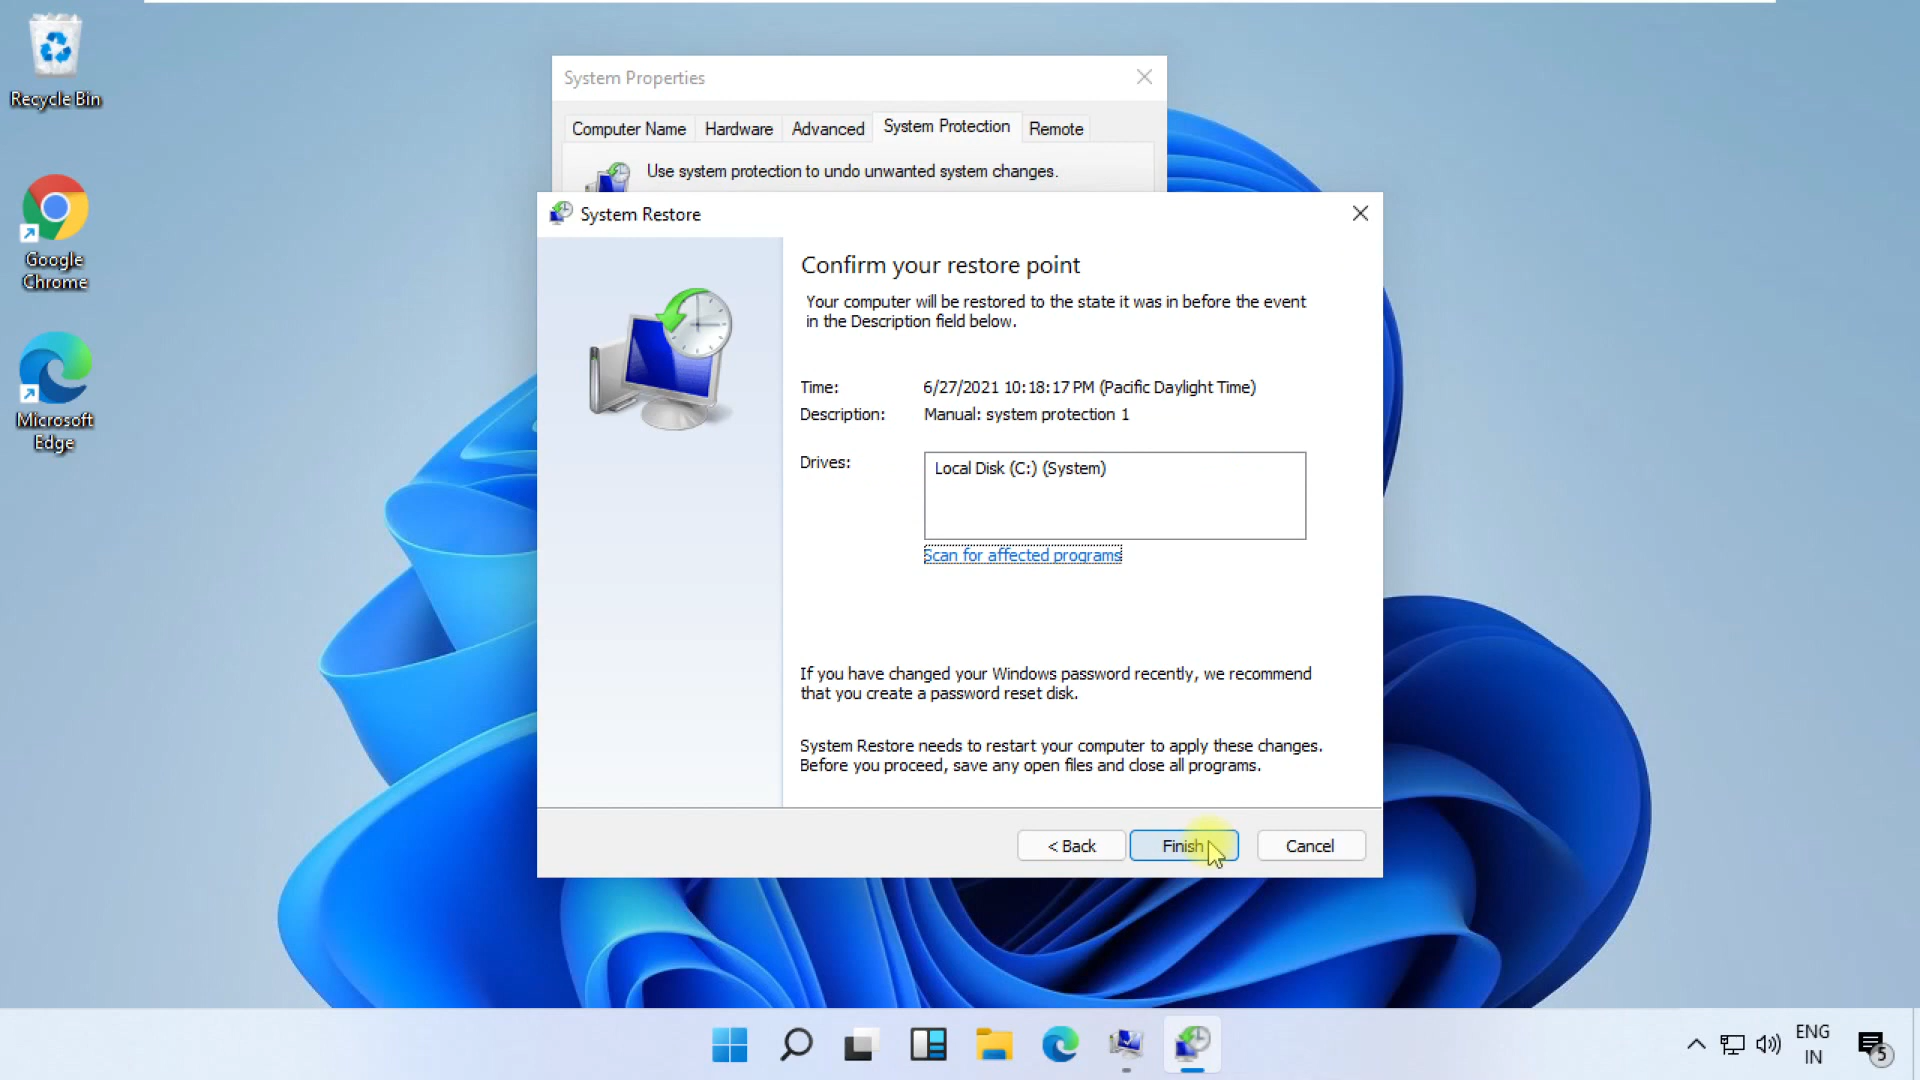 Recycle Bin
Google
Chrome
Microsoft
Edge
System Properties
Computer Name
Hardware
Advanced
System Protection
Remote
Use system protection to undo unwanted system changes.
System Restore
Confirm your restore point
Your computer will be restored to the state it was in before the event
in the Description field below.
Time: 6/27/2021 10:18:17 PM (Pacific Daylight Time)
Description: Manual: system protection 1
Drives: Local Disk (C:) (System)
Scan for affected programs
If you have changed your Windows password recently, we recommend
that you create a password reset disk.
System Restore needs to restart your computer to apply these changes.
Before you proceed, save any open files and close all programs.
< Back
Finish
Cancel
ENG
IN
5